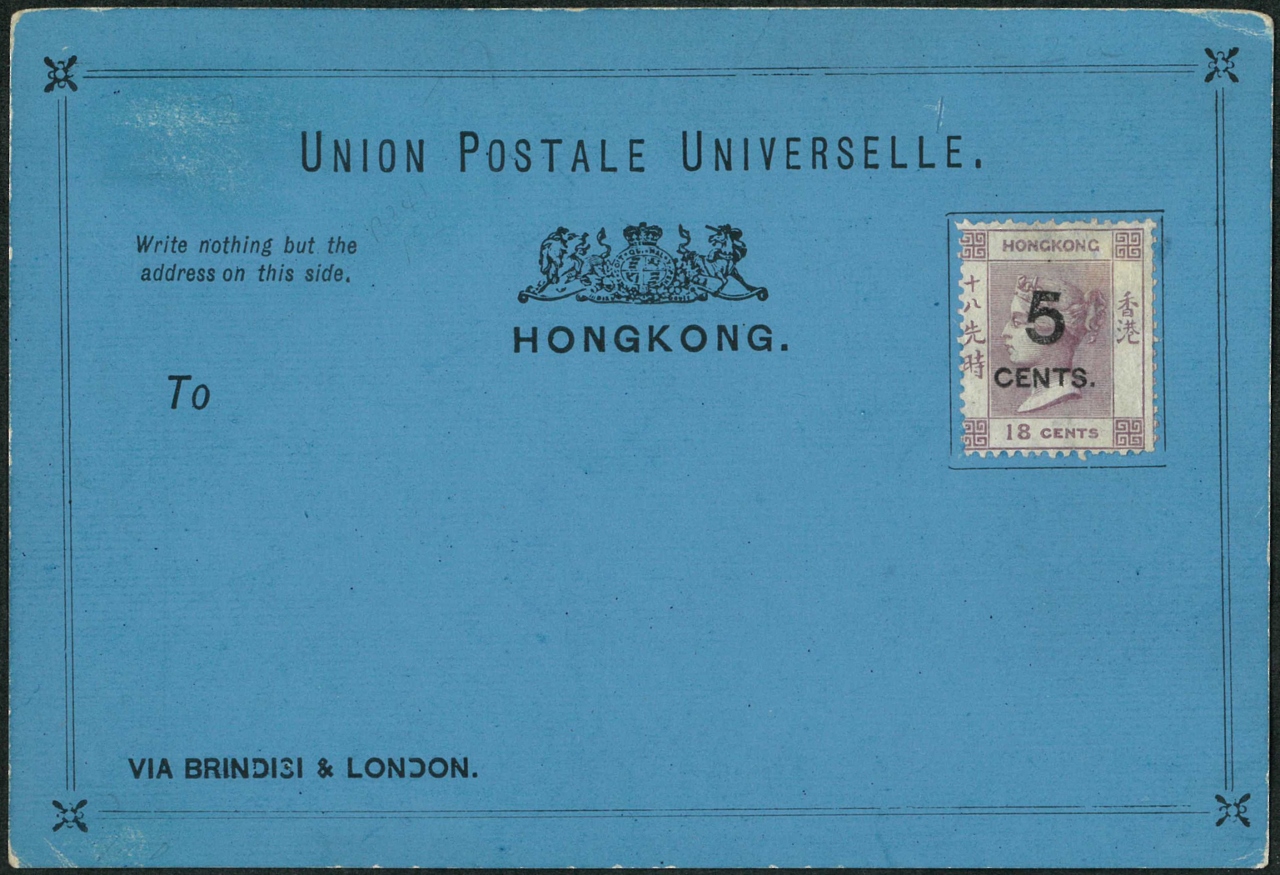 UNION POSTALE UNIVERSELLE.
Write nothing but the
address on this side.
HONGKONG.
To
HONGKONG
十八先時
香港
5
CENTS.
18 CENTS
VIA BRINDISI & LONDON.